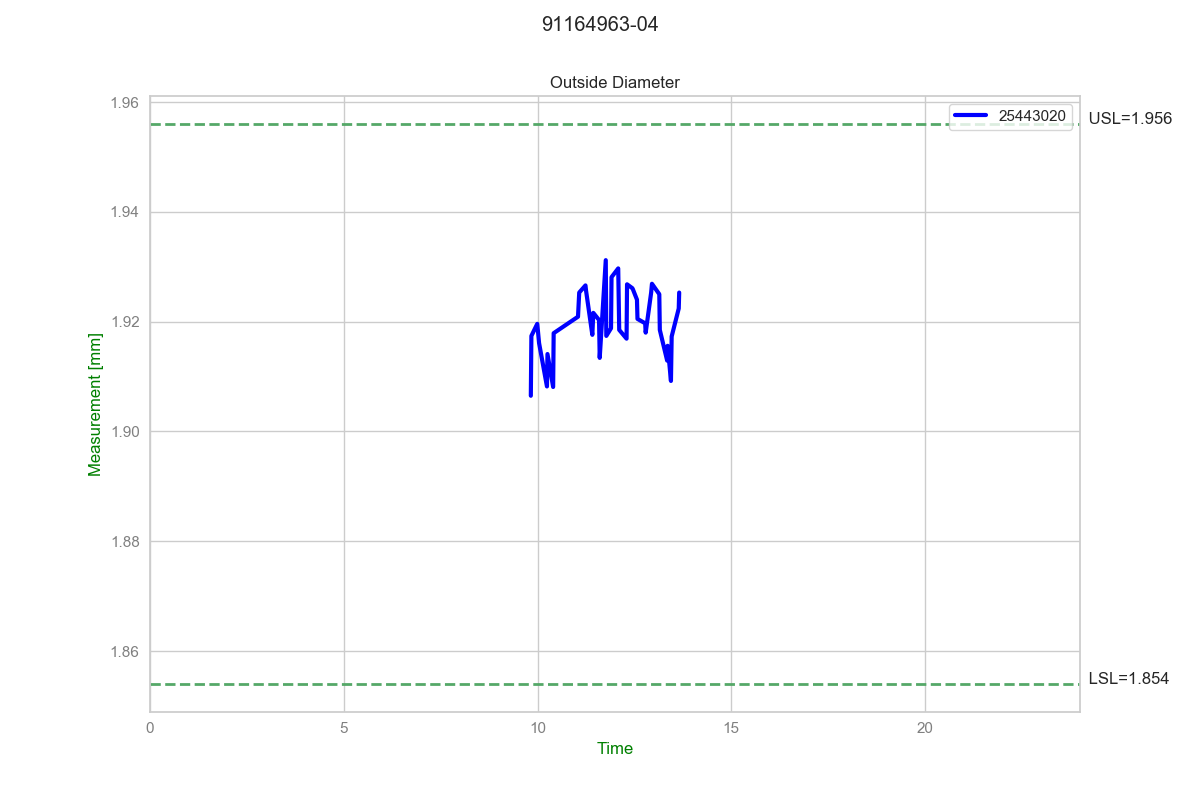 91164963-04
Outside Diameter
1.96
1.94
1.92
1.90
1.88
1.86
Measurement [mm]
25443020
USL=1.956
LSL=1.854
0 5 10 15 20
Time